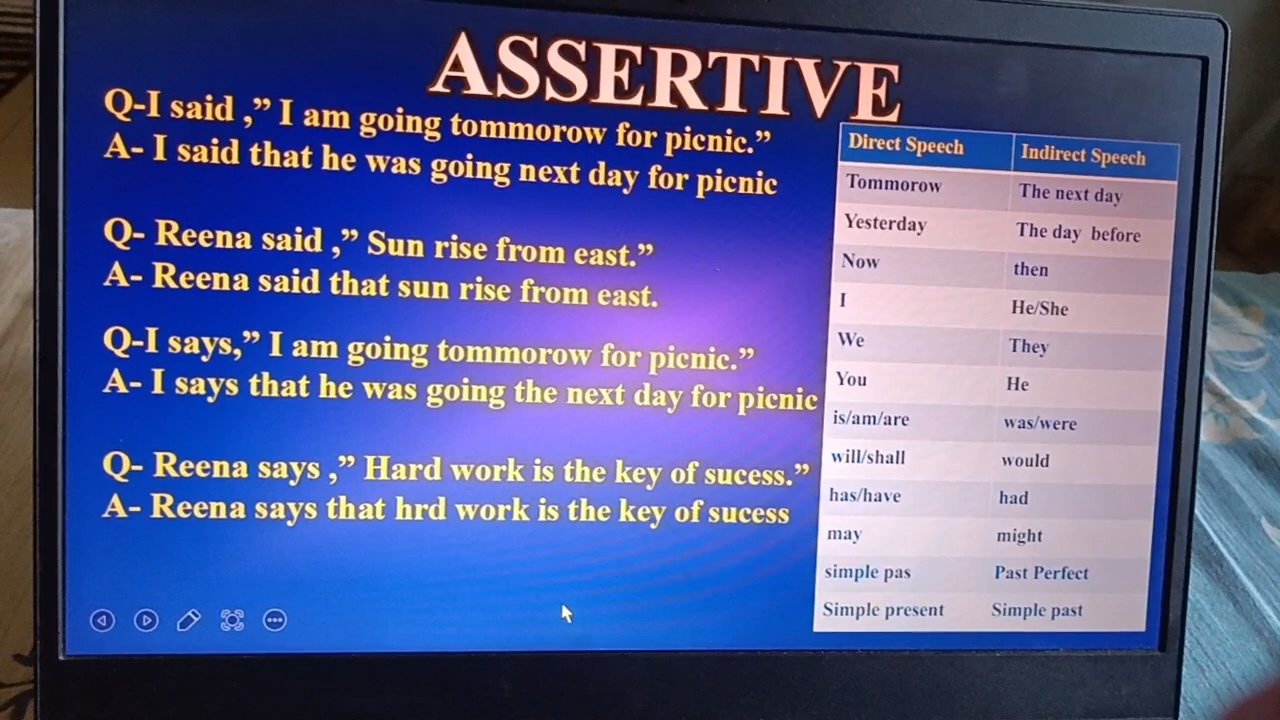 ASSERTIVE
Q-I said ,” I am going tommorow for picnic.”
A- I said that he was going next day for picnic
Q- Reena said ,” Sun rise from east.”
A- Reena said that sun rise from east.
Q-I says,” I am going tommorow for picnic.”
A- I says that he was going the next day for picnic
Q- Reena says ,” Hard work is the key of sucess.”
A- Reena says that hrd work is the key of sucess
Direct Speech Indirect Speech
Tommorow The next day
Yesterday The day before
Now then
I He/She
We They
You He
is/am/are was/were
will/shall would
has/have had
may might
simple pas Past Perfect
Simple present Simple past